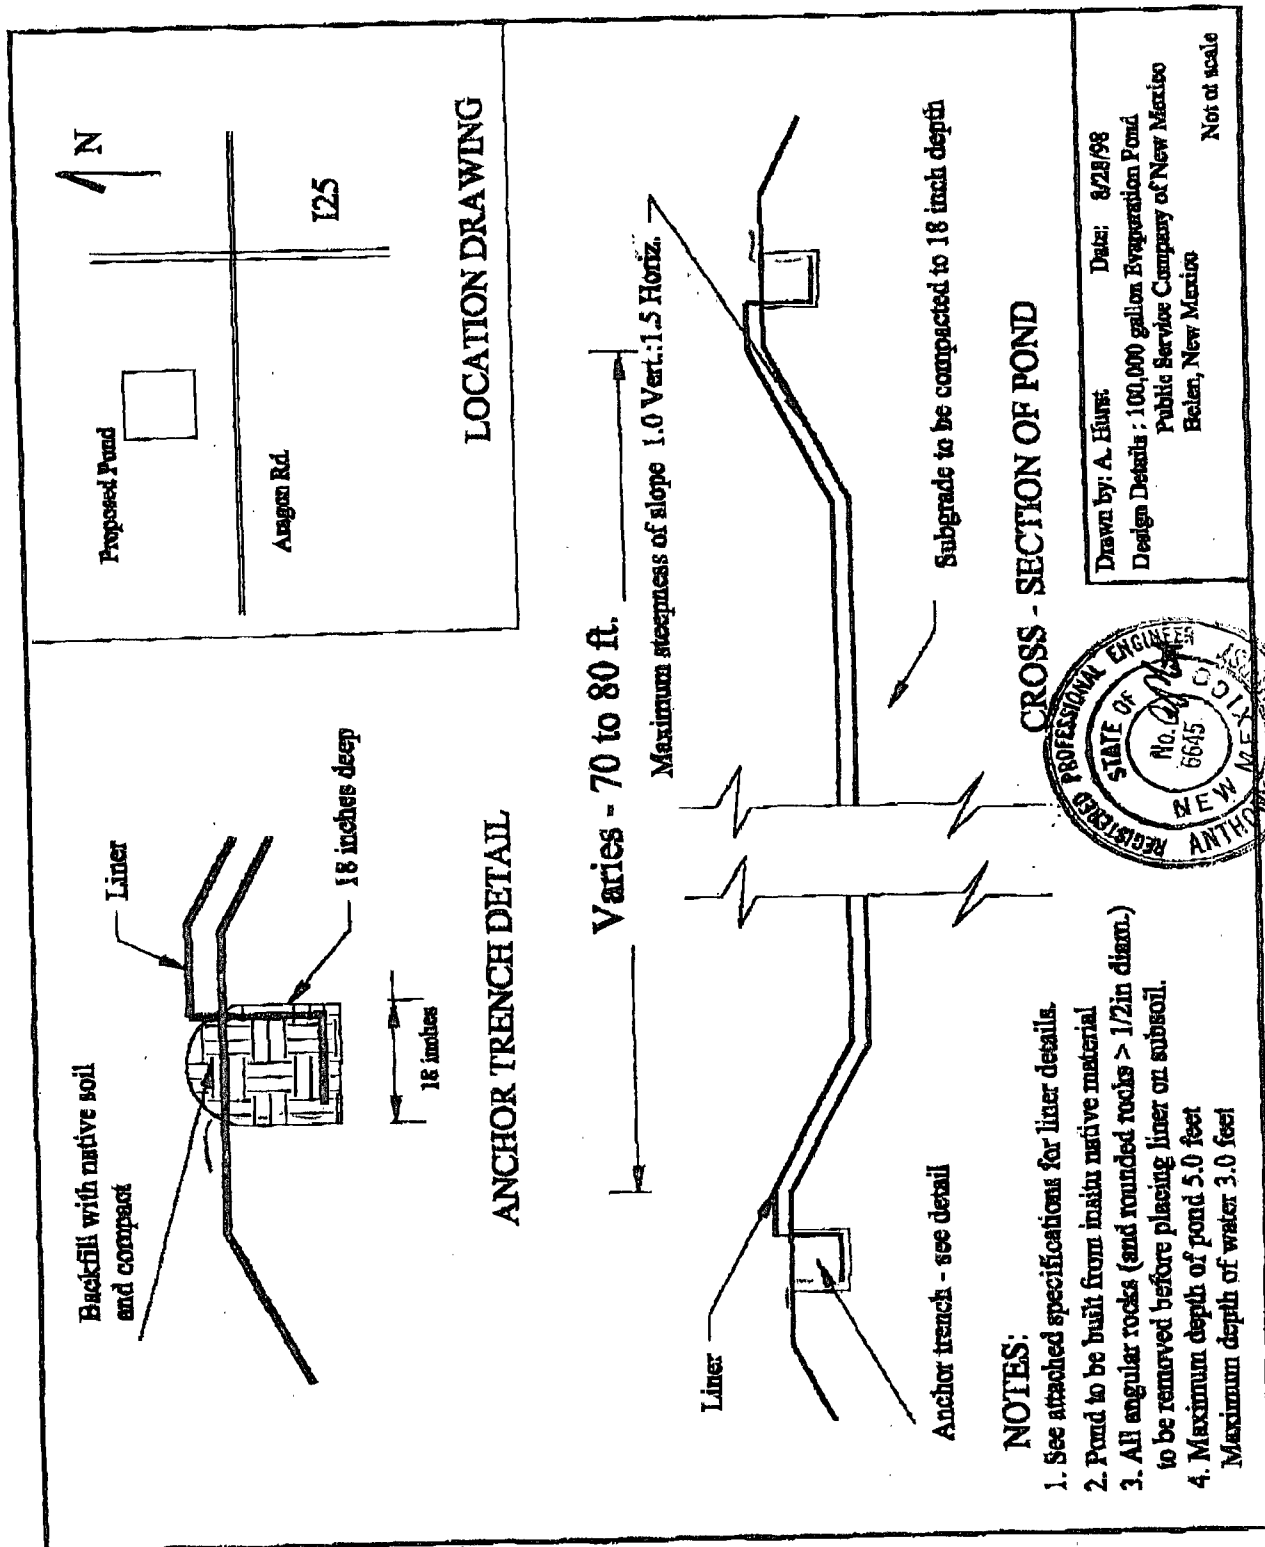 Backfill with native soil
and compact
Liner
18 inches deep
18 inches
ANCHOR TRENCH DETAIL
Proposed Pond
N
Aragon Rd.
I25
LOCATION DRAWING
Varies - 70 to 80 ft.
Maximum steepness of slope 1.0 Vert.:1.5 Horiz.
Liner
Anchor trench - see detail
Subgrade to be compacted to 18 inch depth
CROSS - SECTION OF POND
NOTES:
1. See attached specifications for liner details.
2. Pond to be built from insitu native material
3. All angular rocks (and rounded rocks > 1/2in diam.)
to be removed before placing liner on subsoil.
4. Maximum depth of pond 5.0 feet
Maximum depth of water 3.0 feet
REGISTERED PROFESSIONAL ENGINEER
STATE OF
NEW MEXICO
No.
6645
Drawn by: A. Hurst Date: 8/28/98
Design Details : 100,000 gallon Evaporation Pond
Public Service Company of New Mexico
Belen, New Mexico
Not ot scale